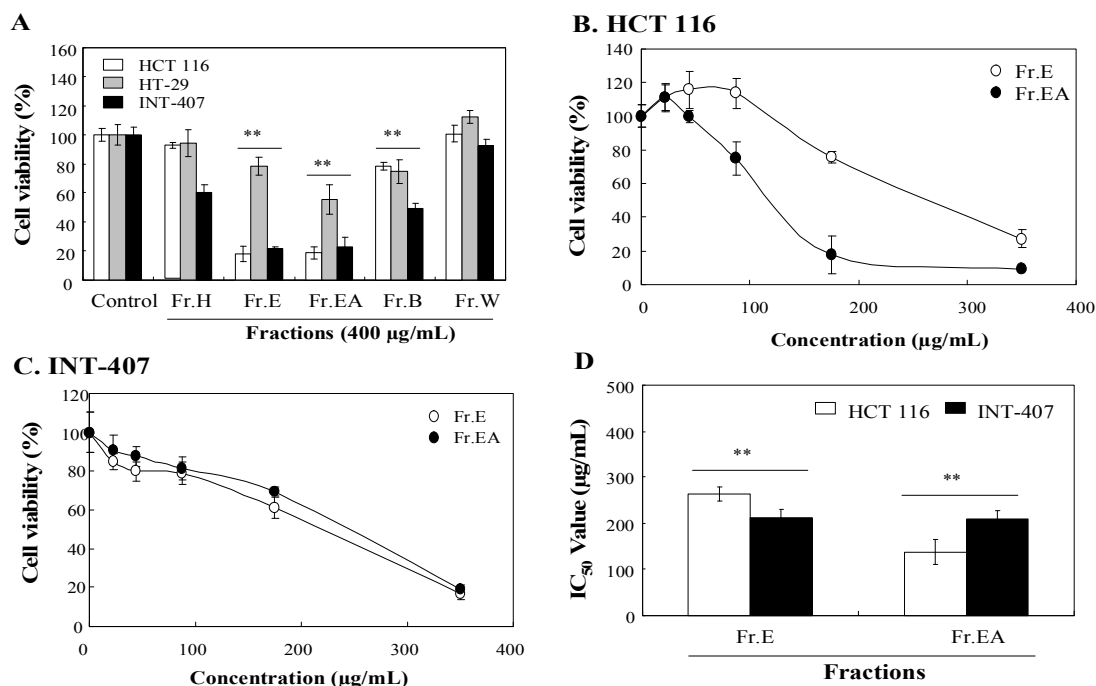 A
160
140
120
100
80
60
40
20
0
Cell viability (%)
HCT 116
HT-29
INT-407
**
**
**
Control Fr.H Fr.E Fr.EA Fr.B Fr.W
Fractions (400 µg/mL)
B. HCT 116
140
120
100
80
60
40
20
0
Cell viability (%)
Fr.E
Fr.EA
0 100 200 300 400
Concentration (µg/mL)
C. INT-407
120
100
80
60
40
20
0
Cell viability (%)
Fr.E
Fr.EA
0 100 200 300 400
Concentration (µg/mL)
D
500
400
300
200
100
0
IC50 Value (µg/mL)
HCT 116 INT-407
**
**
Fr.E Fr.EA
Fractions